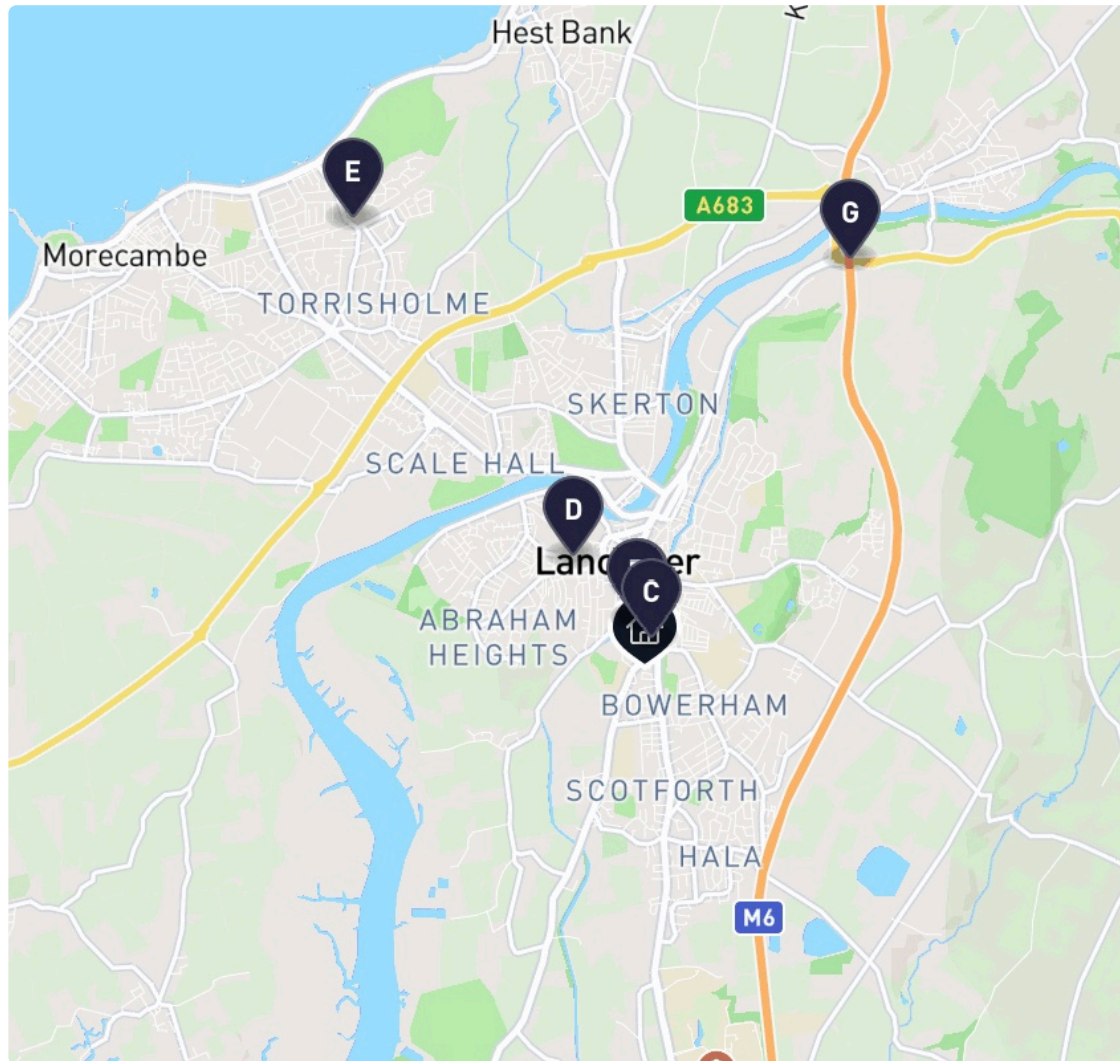 K
Hest Bank
E
A683
G
Morecambe
TORRISHOLME
SKERTON
SCALE HALL
D
C
ABRAHAM
HEIGHTS
BOWERHAM
SCOTFORTH
HALA
M6